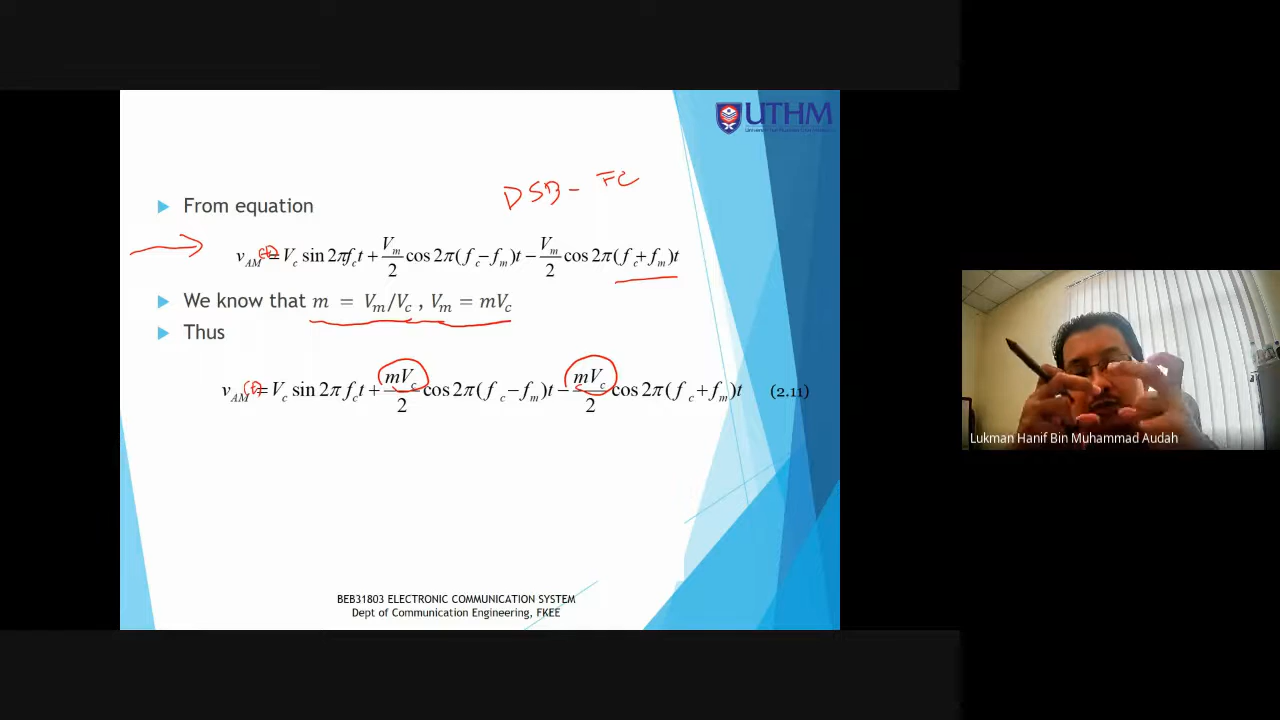 UTHM
DSB - FC
From equation
v_AM(t) = V_c sin 2πf_c t + V_m/2 cos 2π(f_c − f_m)t − V_m/2 cos 2π(f_c + f_m)t
We know that m = V_m/V_c , V_m = mV_c
Thus
v_AM(t) = V_c sin 2π f_c t + mV_c/2 cos 2π(f_c − f_m)t − mV_c/2 cos 2π(f_c + f_m)t (2.11)
Lukman Hanif Bin Muhammad Audah
BEB31803 ELECTRONIC COMMUNICATION SYSTEM
Dept of Communication Engineering, FKEE